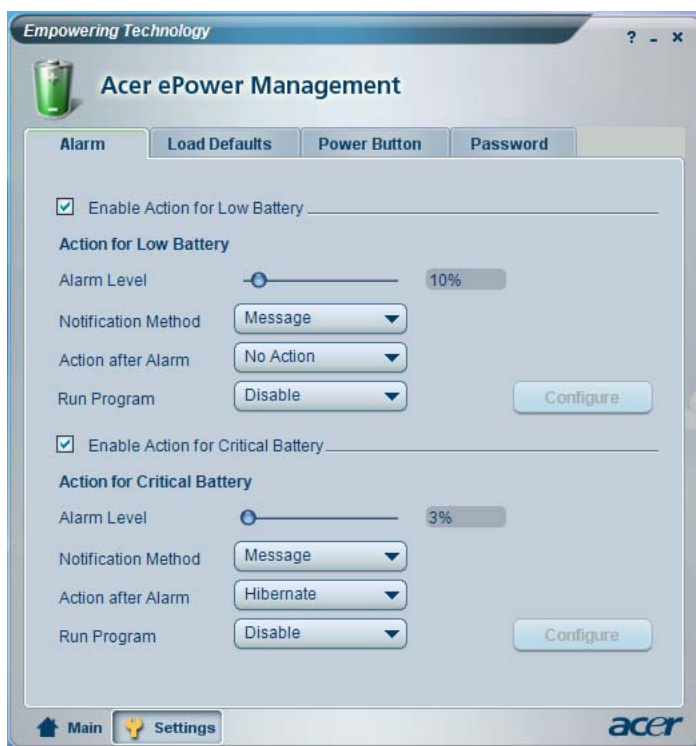 Empowering Technology
? - x
Acer ePower Management
Alarm Load Defaults Power Button Password
Enable Action for Low Battery
Action for Low Battery
Alarm Level 10%
Notification Method Message
Action after Alarm No Action
Run Program Disable Configure
Enable Action for Critical Battery
Action for Critical Battery
Alarm Level 3%
Notification Method Message
Action after Alarm Hibernate
Run Program Disable Configure
Main Settings acer